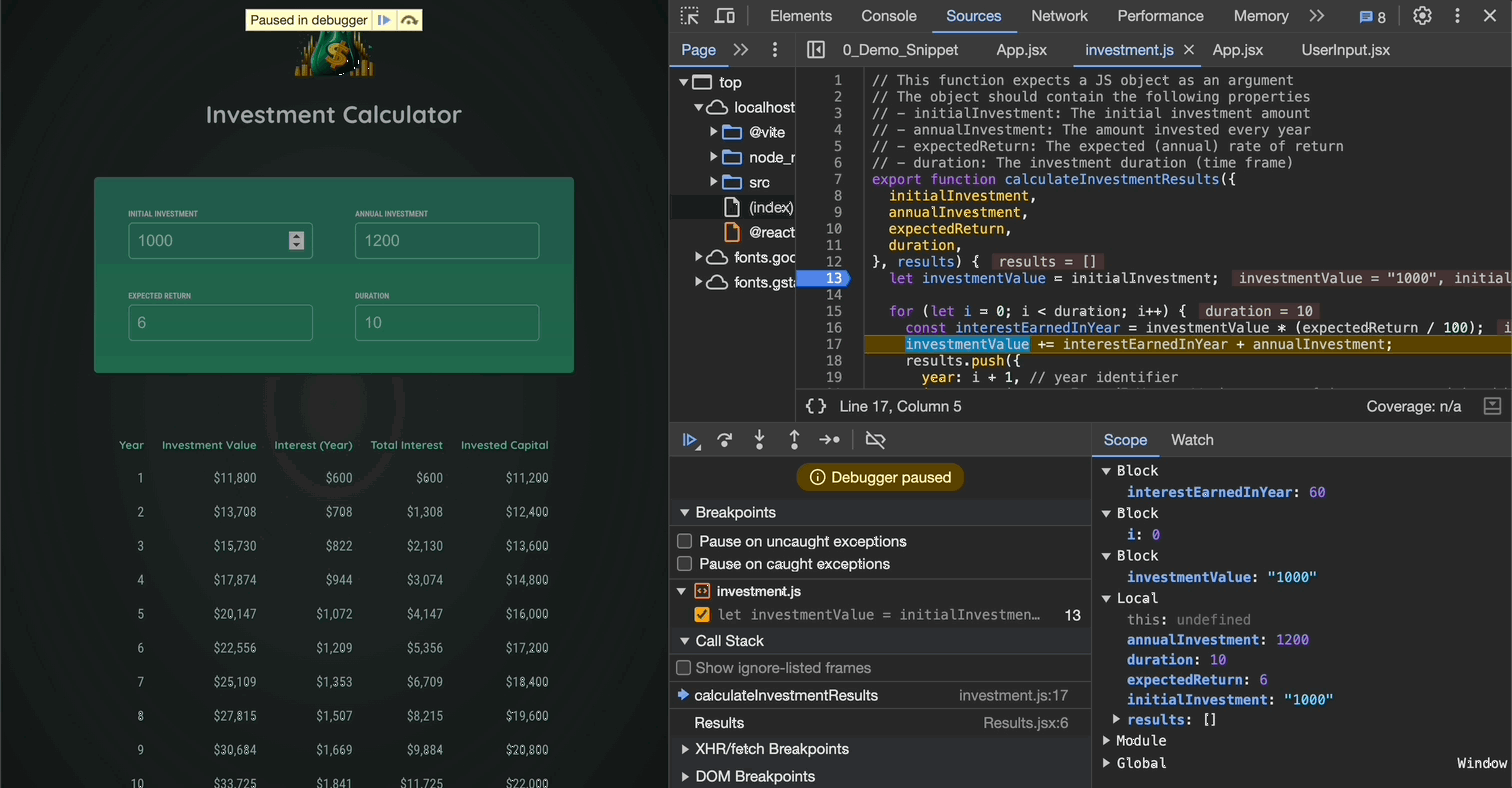 Paused in debugger
Investment Calculator
INITIAL INVESTMENT
ANNUAL INVESTMENT
1000
1200
EXPECTED RETURN
DURATION
6
10
Year Investment Value Interest (Year) Total Interest Invested Capital
1 $11,800 $600 $600 $11,200
2 $13,708 $708 $1,308 $12,400
3 $15,730 $822 $2,130 $13,600
4 $17,874 $944 $3,074 $14,800
5 $20,147 $1,072 $4,147 $16,000
6 $22,556 $1,209 $5,356 $17,200
7 $25,109 $1,353 $6,709 $18,400
8 $27,815 $1,507 $8,215 $19,600
9 $30,684 $1,669 $9,884 $20,800
10 $33,725 $1,841 $11,725 $22,000
Elements Console Sources Network Performance Memory 8
Page
0_Demo_Snippet App.jsx investment.js App.jsx UserInput.jsx
top
localhost
@vite
node_r
src
(index)
@react
fonts.goo
fonts.gsta
1 // This function expects a JS object as an argument
2 // The object should contain the following properties
3 // - initialInvestment: The initial investment amount
4 // - annualInvestment: The amount invested every year
5 // - expectedReturn: The expected (annual) rate of return
6 // - duration: The investment duration (time frame)
7 export function calculateInvestmentResults({
8 initialInvestment,
9 annualInvestment,
10 expectedReturn,
11 duration,
12 }, results) { results = []
13 let investmentValue = initialInvestment; investmentValue = "1000", initial
14
15 for (let i = 0; i < duration; i++) { duration = 10
16 const interestEarnedInYear = investmentValue * (expectedReturn / 100); i
17 investmentValue += interestEarnedInYear + annualInvestment;
18 results.push({
19 year: i + 1, // year identifier
{} Line 17, Column 5
Coverage: n/a
Debugger paused
Breakpoints
Pause on uncaught exceptions
Pause on caught exceptions
investment.js
let investmentValue = initialInvestmen… 13
Call Stack
Show ignore-listed frames
calculateInvestmentResults investment.js:17
Results Results.jsx:6
XHR/fetch Breakpoints
DOM Breakpoints
Scope Watch
Block
interestEarnedInYear: 60
Block
i: 0
Block
investmentValue: "1000"
Local
this: undefined
annualInvestment: 1200
duration: 10
expectedReturn: 6
initialInvestment: "1000"
results: []
Module
Global Window